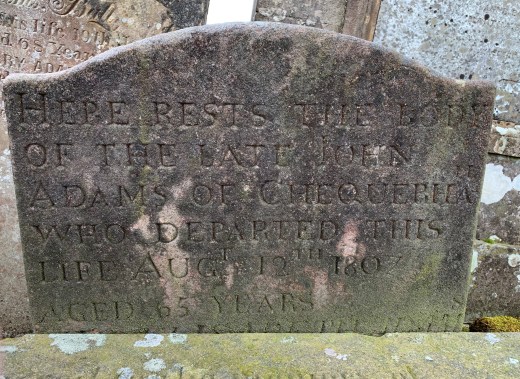 HERE RESTS THE BODY
OF THE LATE JOHN
ADAMS OF CHEQUERHA
WHO DEPARTED THIS
LIFE AUGT 12TH 1807
AGED 65 YEARS